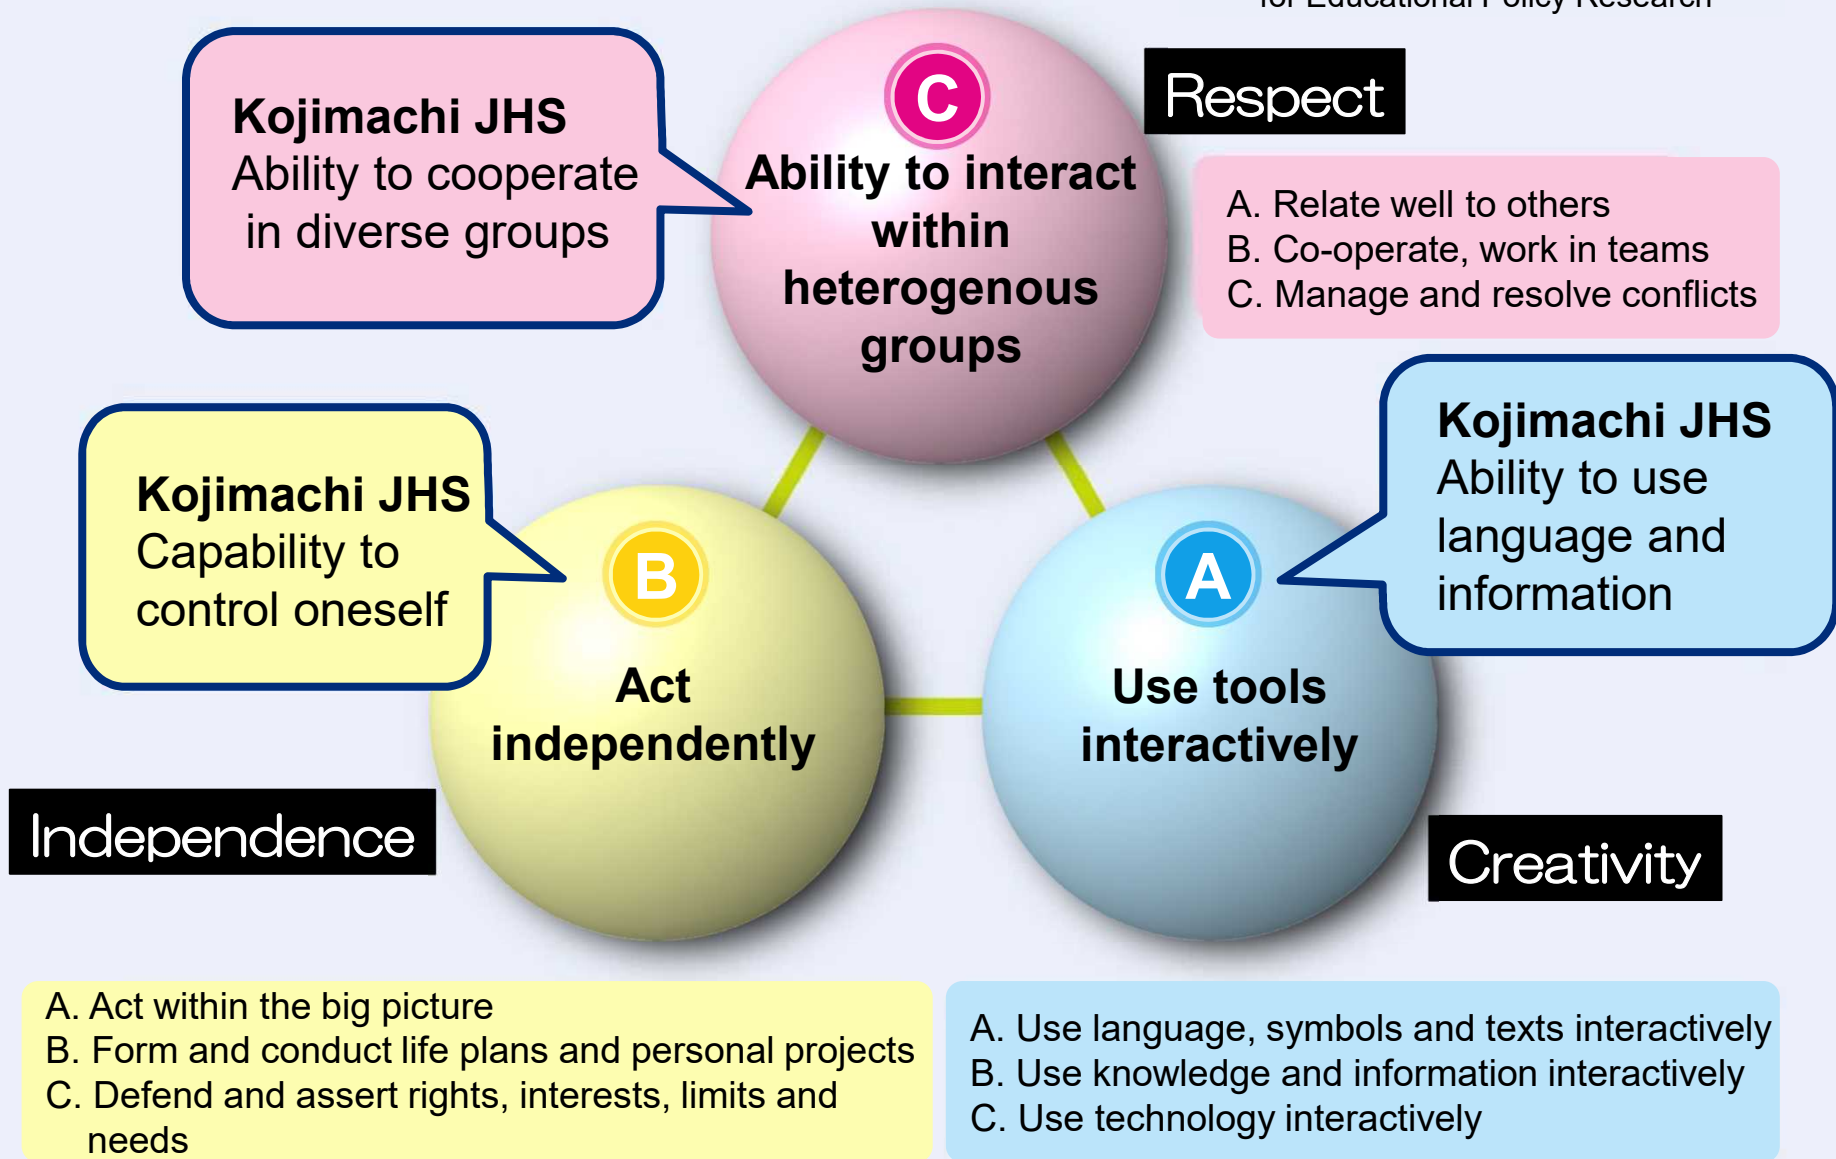 for Educational Policy Research
Respect
Kojimachi JHS
Ability to cooperate
in diverse groups
C
Ability to interact
within
heterogenous
groups
A. Relate well to others
B. Co-operate, work in teams
C. Manage and resolve conflicts
Kojimachi JHS
Capability to
control oneself
B
Act
independently
Kojimachi JHS
Ability to use
language and
information
A
Use tools
interactively
Independence
Creativity
A. Act within the big picture
B. Form and conduct life plans and personal projects
C. Defend and assert rights, interests, limits and
needs
A. Use language, symbols and texts interactively
B. Use knowledge and information interactively
C. Use technology interactively